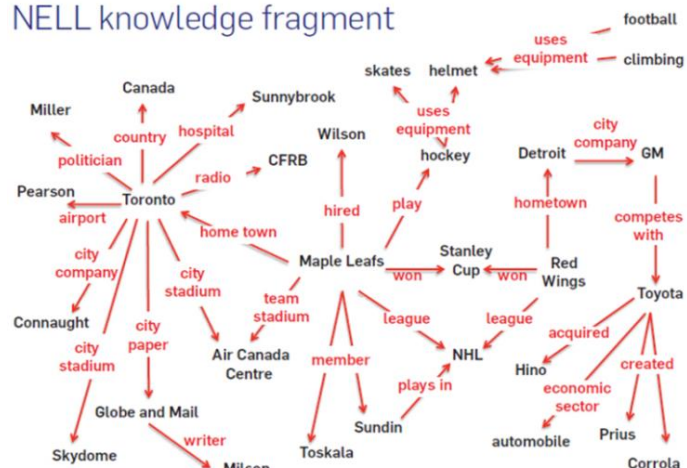 NELL knowledge fragment
football
uses
equipment
climbing
skates
helmet
Canada
Miller
Sunnybrook
uses
equipment
country
hospital
Wilson
city
company
politician
CFRB
hockey
Detroit
GM
radio
Pearson
Toronto
airport
hired
play
hometown
competes
with
home town
city
company
Maple Leafs
Stanley
Cup
won
won
Red
Wings
city
stadium
team
stadium
Toyota
Connaught
city
paper
league
league
acquired
city
stadium
Air Canada
Centre
member
NHL
Hino
created
plays in
economic
sector
Globe and Mail
Sundin
automobile
Prius
writer
Skydome
Toskala
Milson
Corrola